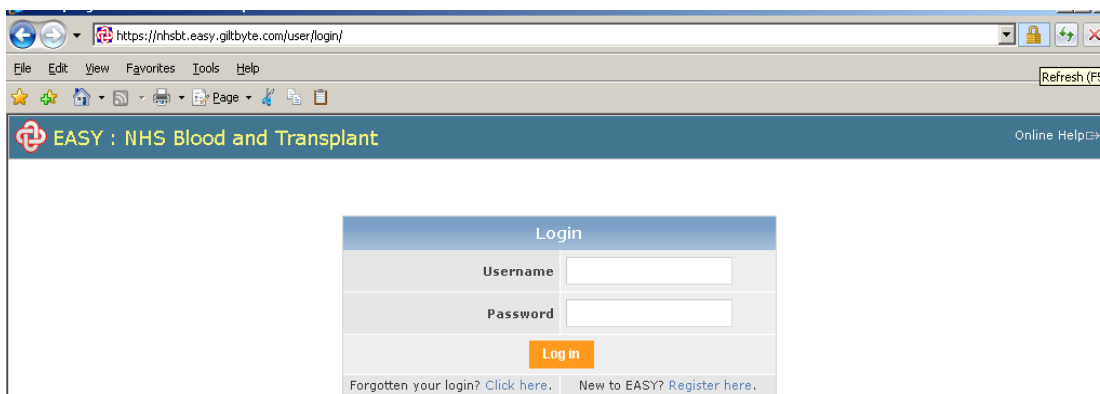 https://nhsbt.easy.giltbyte.com/user/login/
File Edit View Favorites Tools Help
Refresh (F5
Page
EASY : NHS Blood and Transplant
Online Help
Login
Username
Password
Log in
Forgotten your login? Click here. New to EASY? Register here.